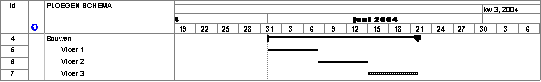 Id PLOEGEN SCHEMA kw 3, 2004
4 juni 2004
19 22 25 28 31 3 6 9 12 15 18 21 24 27 30 3 6
4 Bouwen
5 Vloer 1
6 Vloer 2
7 Vloer 3